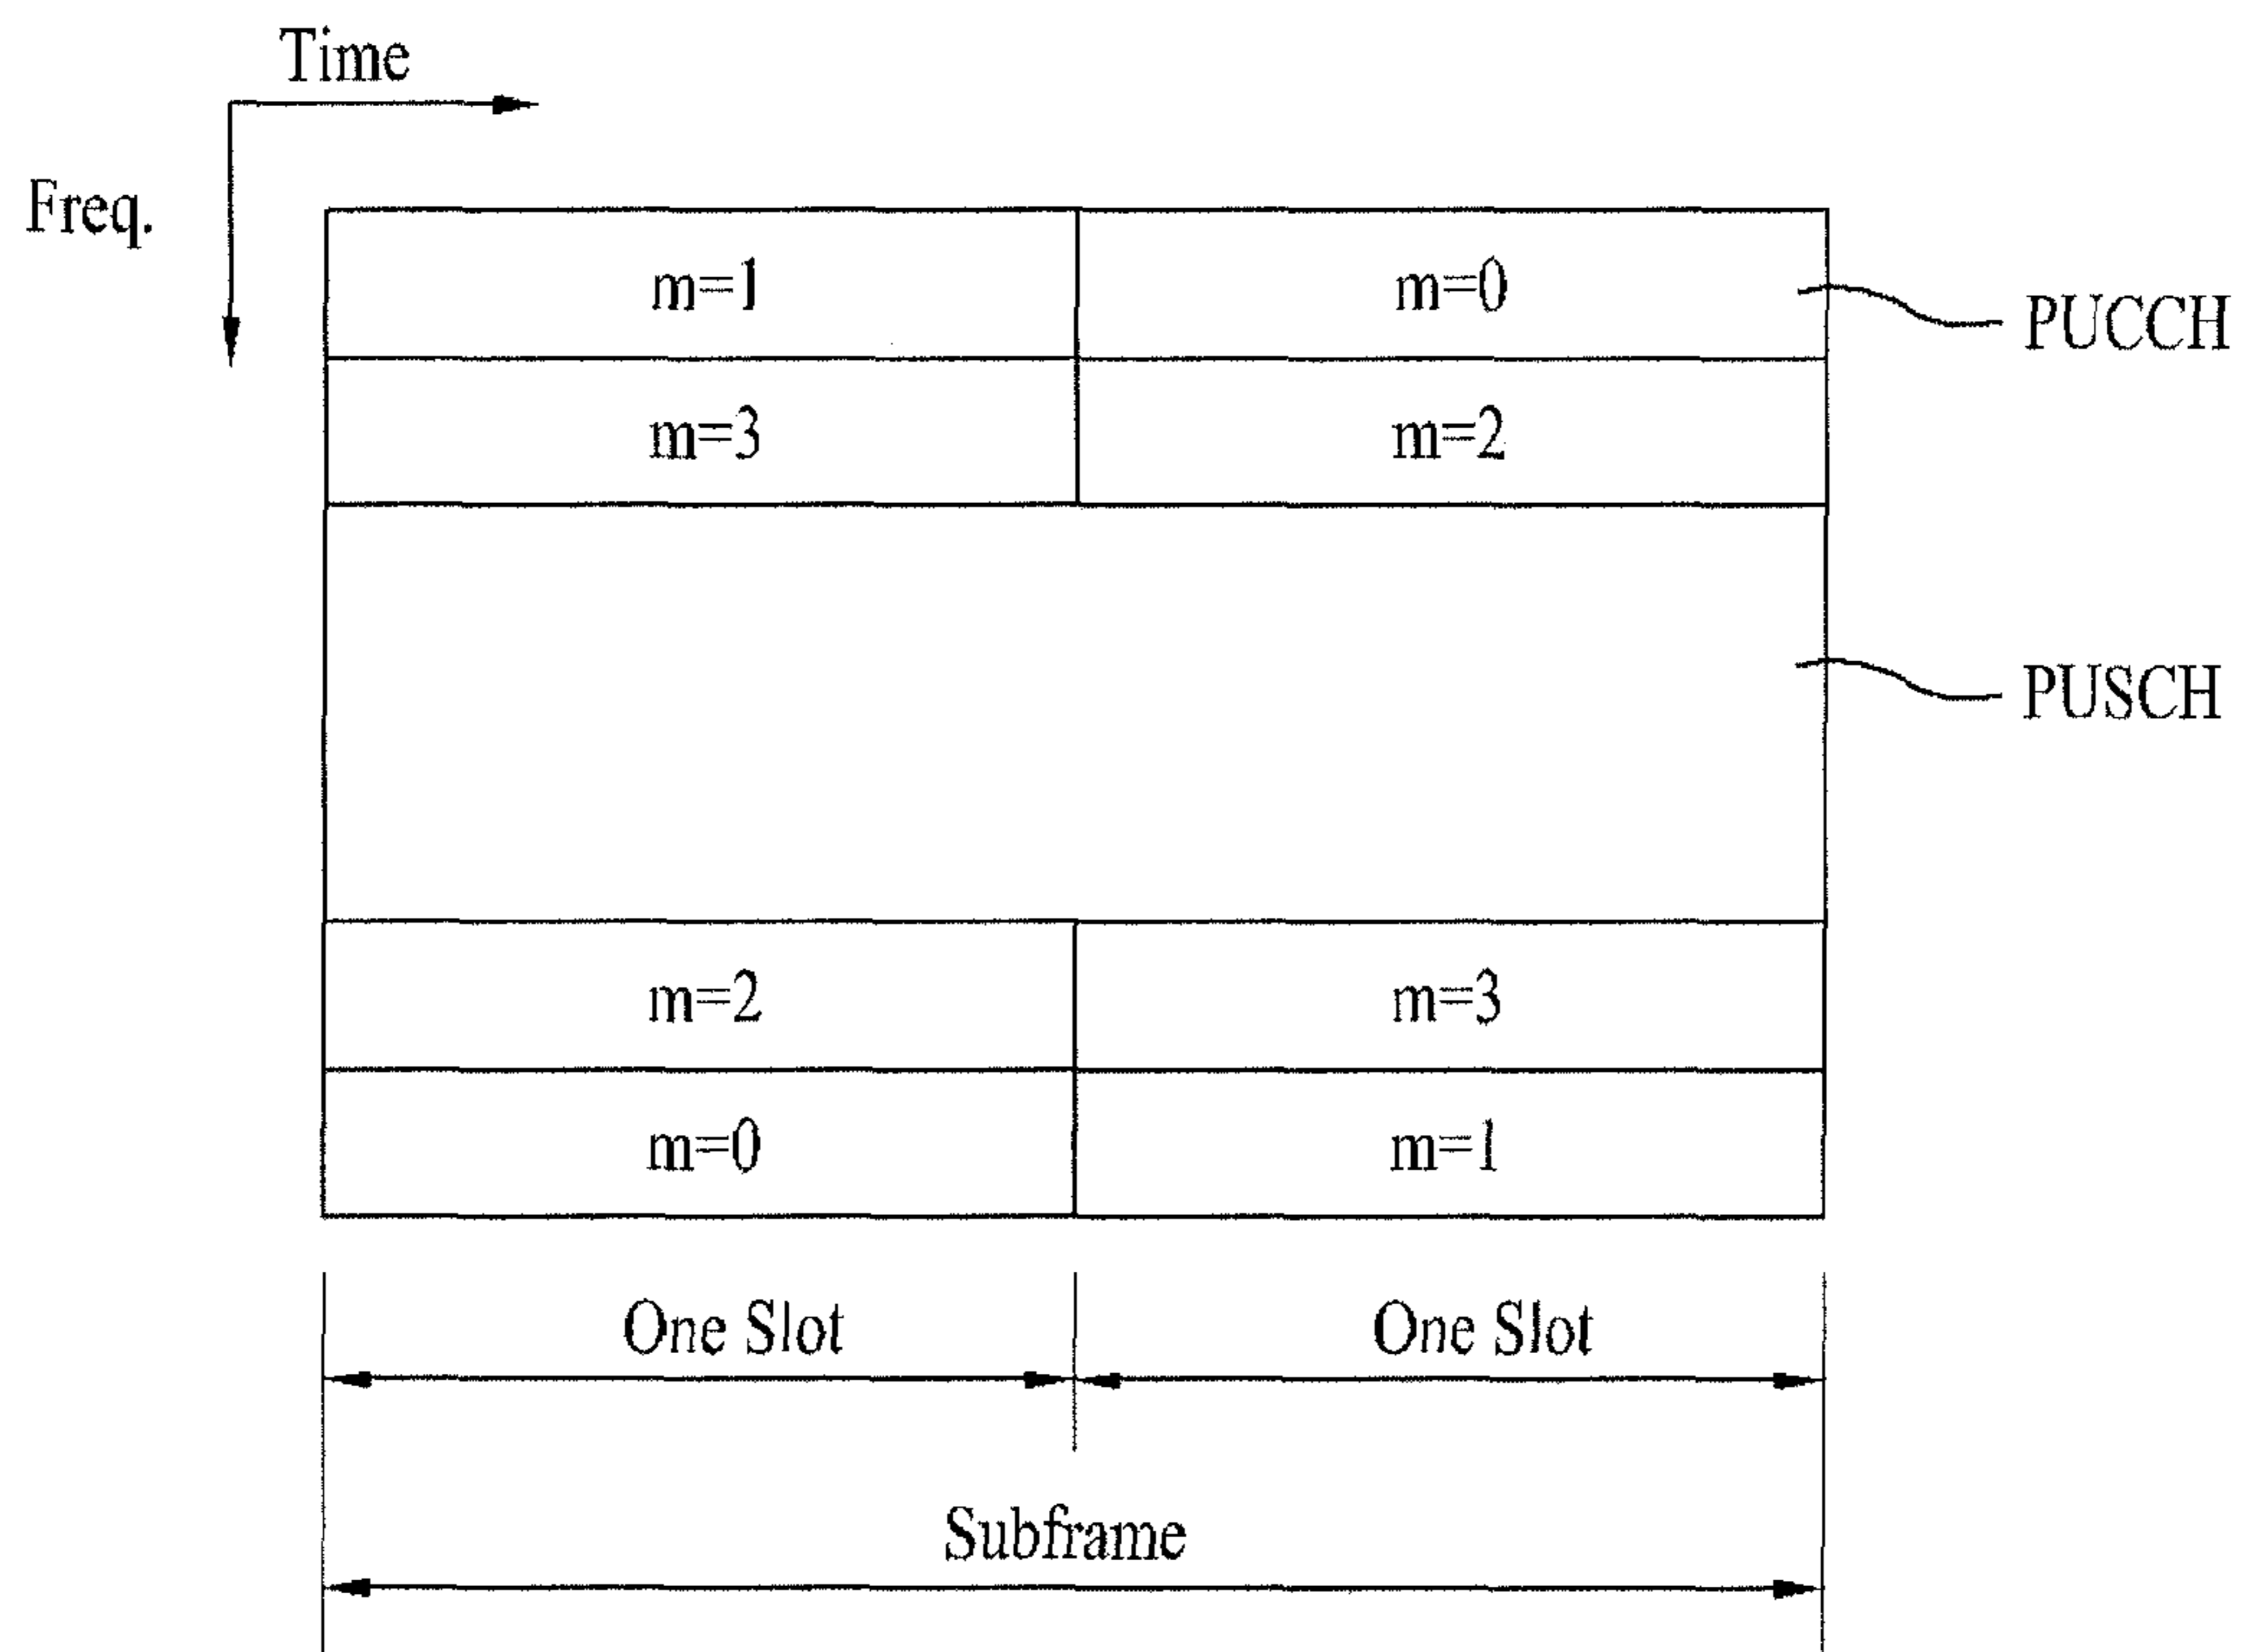 Time
Freq.
m=1 m=0
PUCCH
m=3 m=2
PUSCH
m=2 m=3
m=0 m=1
One Slot One Slot
Subframe